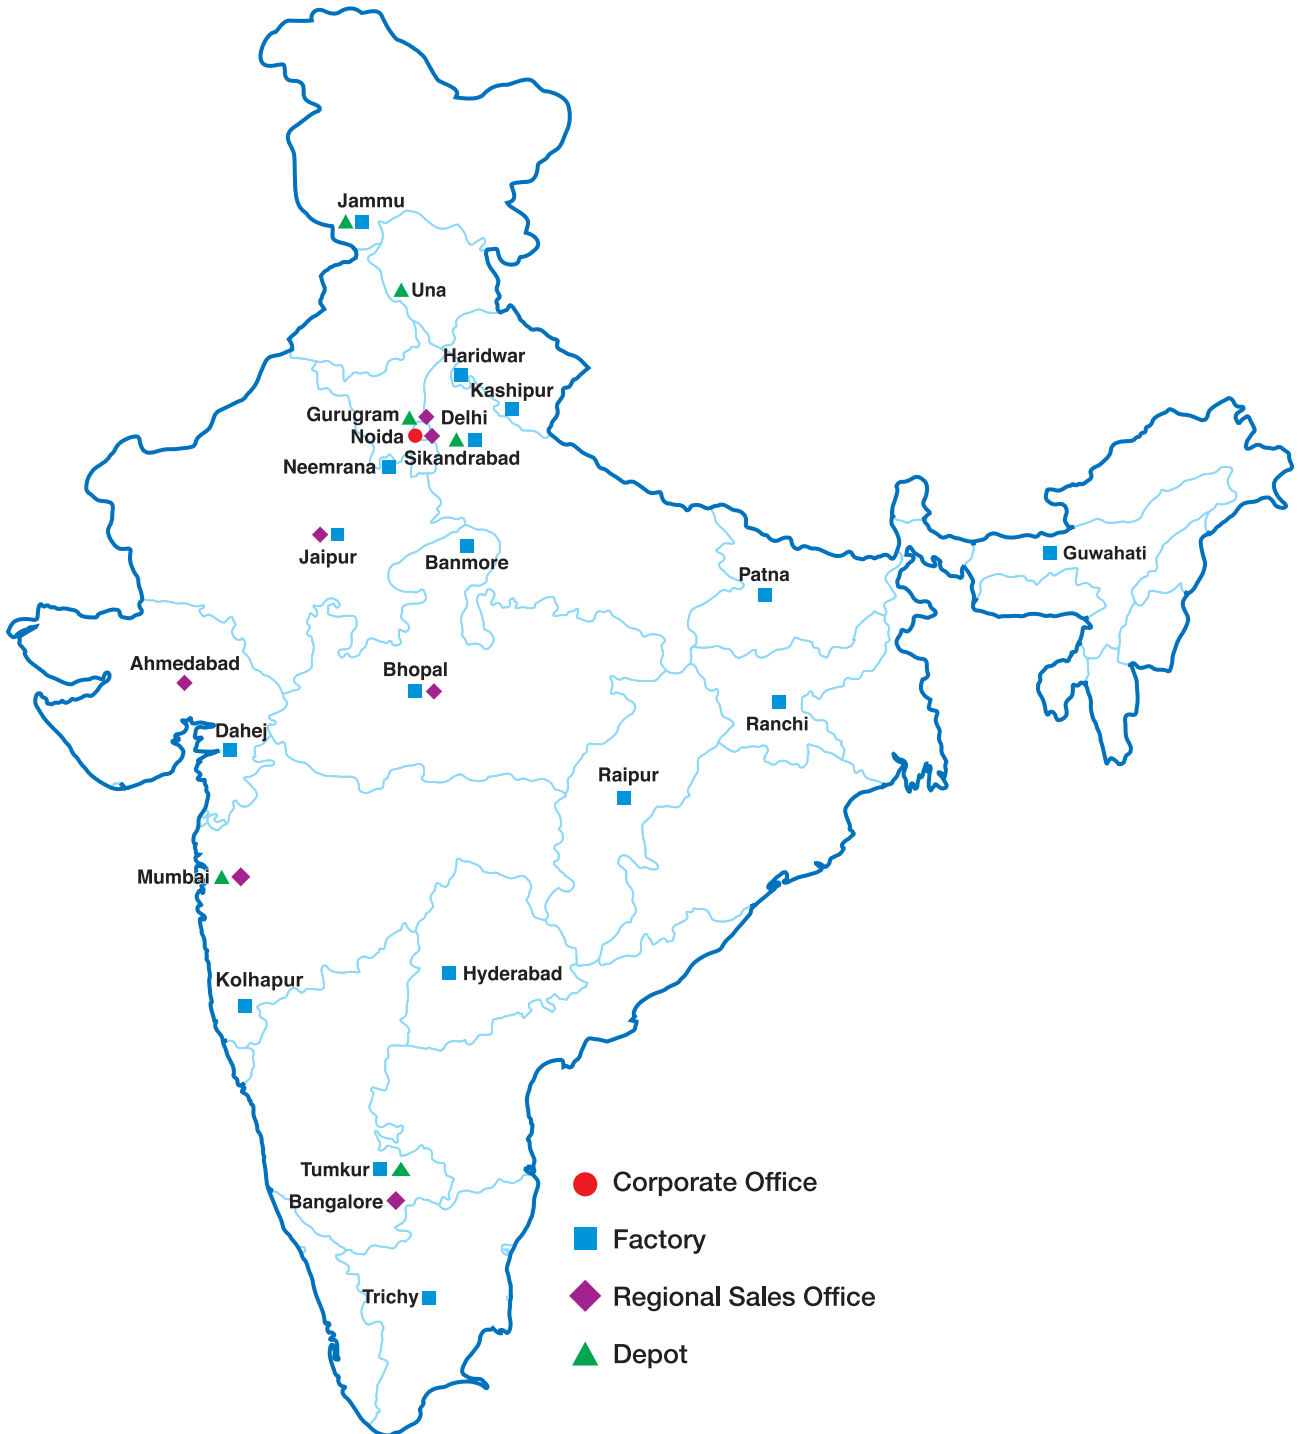 Jammu
Una
Haridwar
Kashipur
Gurugram
Delhi
Noida
Sikandrabad
Neemrana
Jaipur
Banmore
Guwahati
Patna
Ahmedabad
Bhopal
Ranchi
Dahej
Raipur
Mumbai
Hyderabad
Kolhapur
Tumkur
Bangalore
Trichy
Corporate Office
Factory
Regional Sales Office
Depot